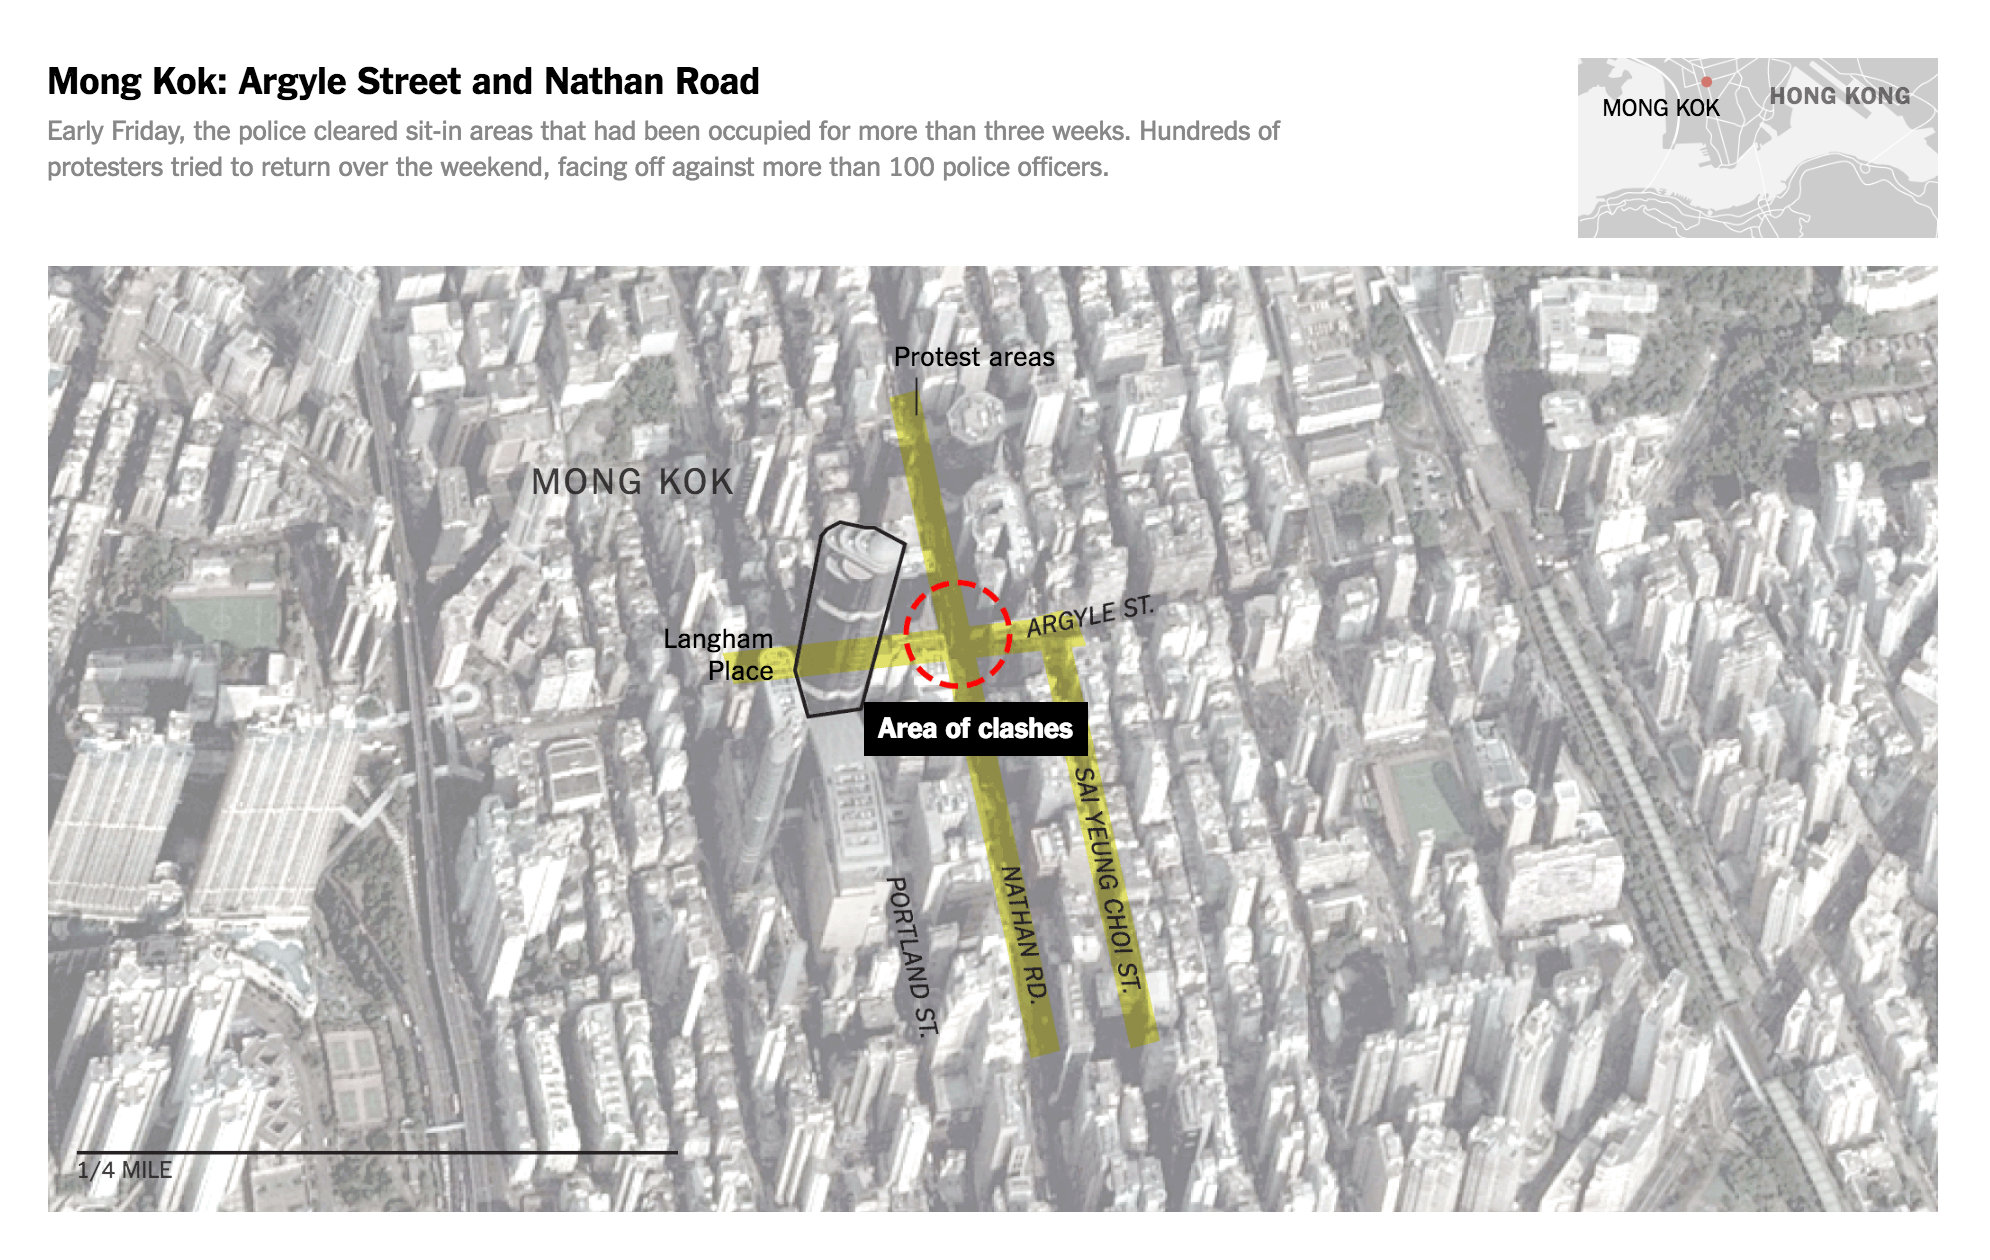 Mong Kok: Argyle Street and Nathan Road
Early Friday, the police cleared sit-in areas that had been occupied for more than three weeks. Hundreds of
protesters tried to return over the weekend, facing off against more than 100 police officers.
MONG KOK
HONG KONG
Protest areas
MONG KOK
Langham
Place
ARGYLE ST.
Area of clashes
SAI YEUNG CHOI ST.
NATHAN RD.
PORTLAND ST.
1/4 MILE